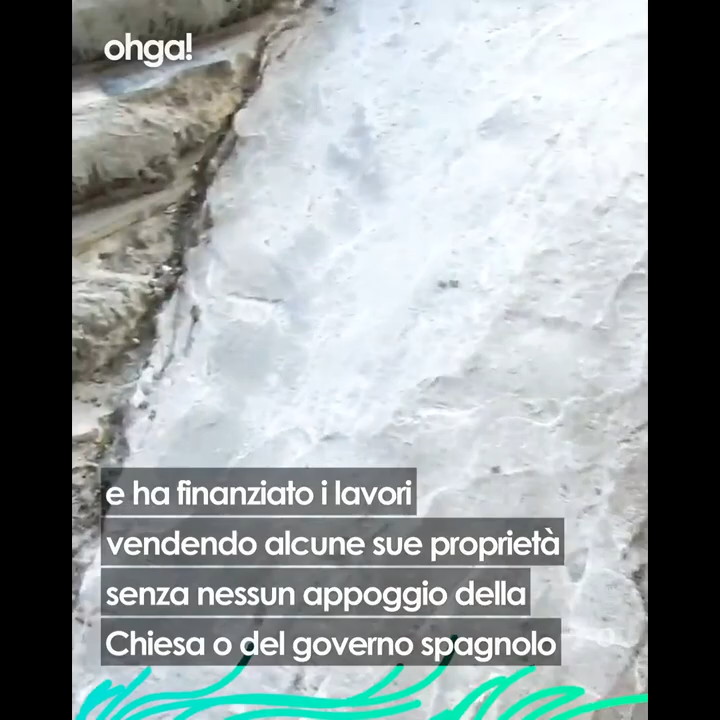 ohga!
e ha finanziato i lavori
vendendo alcune sue proprietà
senza nessun appoggio della
Chiesa o del governo spagnolo